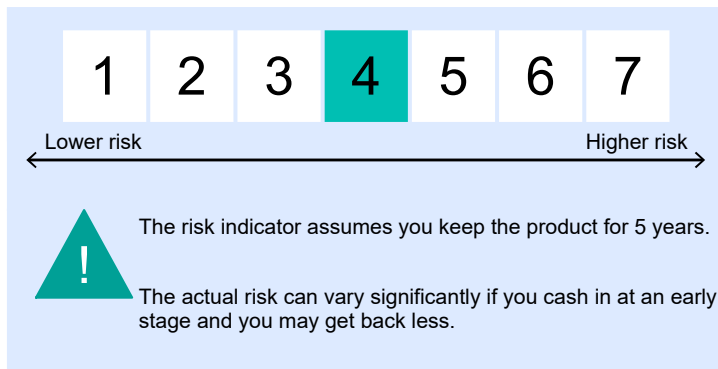 1 2 3 4 5 6 7
Lower risk Higher risk
The risk indicator assumes you keep the product for 5 years.
!
The actual risk can vary significantly if you cash in at an early
stage and you may get back less.